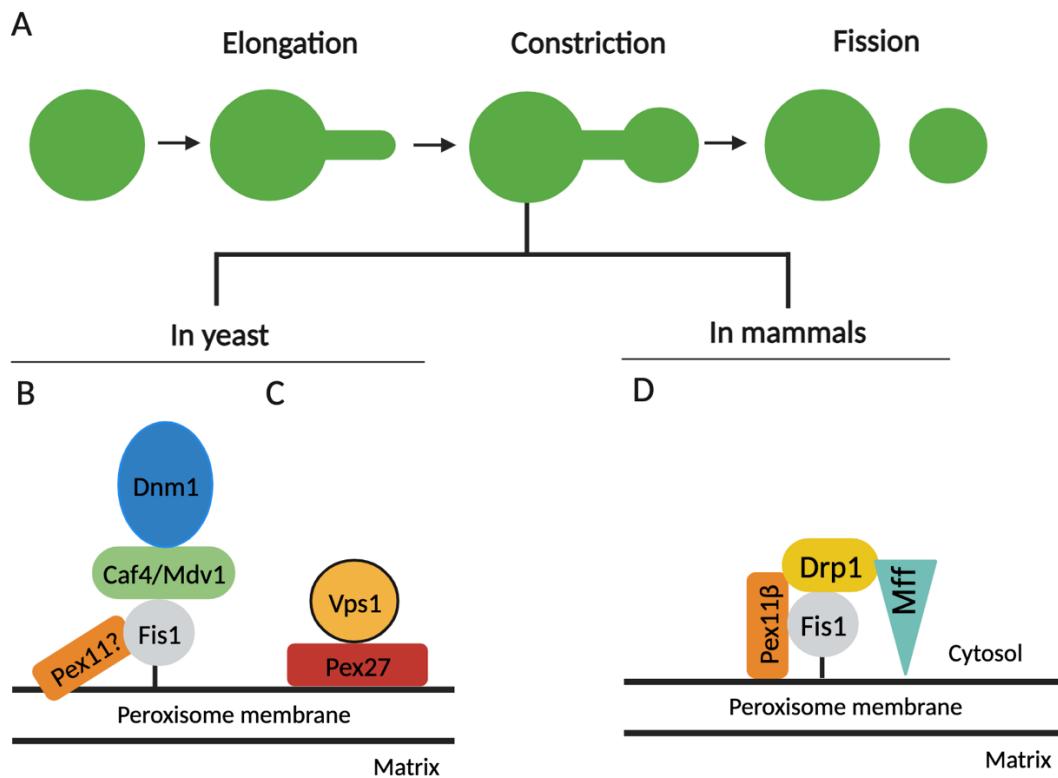 A
Elongation
Constriction
Fission
In yeast
In mammals
B
C
D
Dnm1
Caf4/Mdv1
Fis1
Pex11?
Vps1
Pex27
Peroxisome membrane
Matrix
Drp1
Mff
Pex11β
Fis1
Cytosol
Peroxisome membrane
Matrix